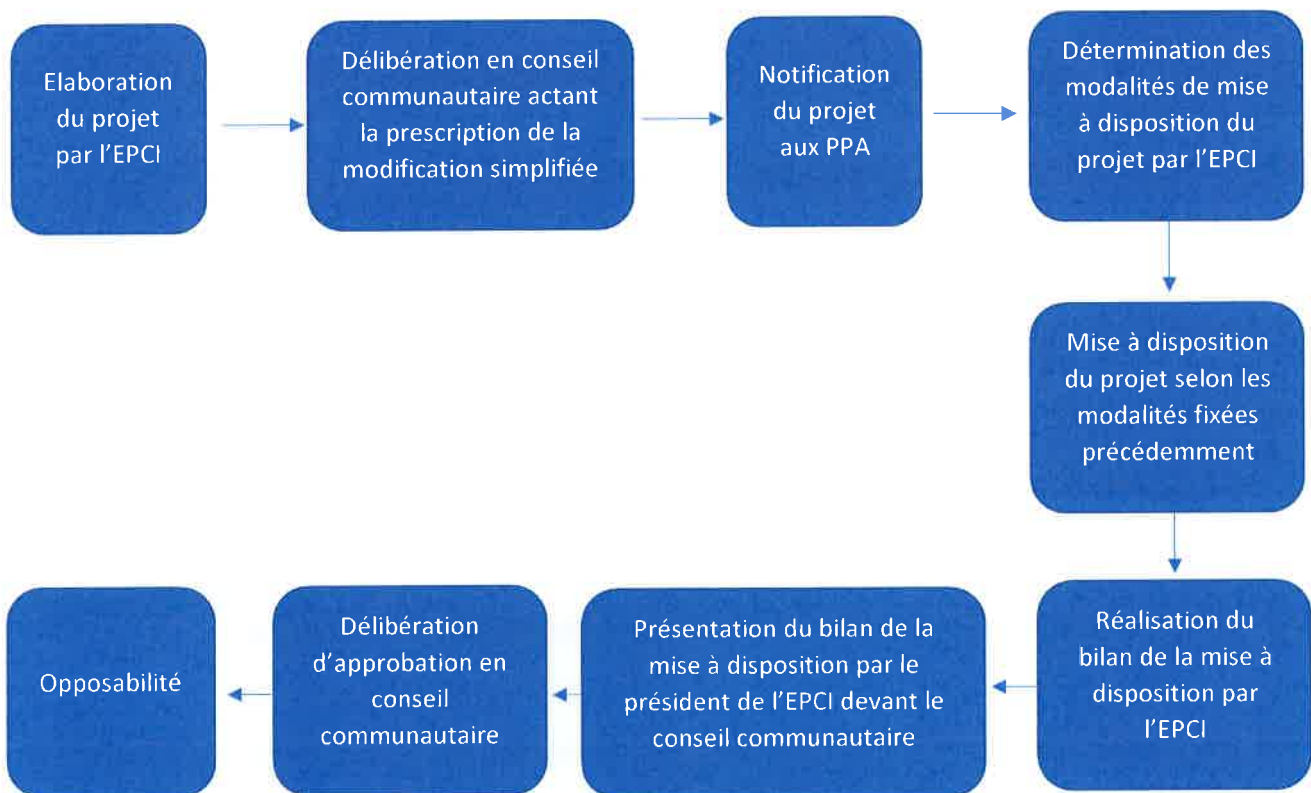 Elaboration
du projet
par l'EPCI
Délibération en conseil
communautaire actant
la prescription de la
modification simplifiée
Notification
du projet
aux PPA
Détermination des
modalités de mise
à disposition du
projet par l'EPCI
Mise à disposition
du projet selon les
modalités fixées
précédemment
Réalisation du
bilan de la mise à
disposition par
l'EPCI
Présentation du bilan de la
mise à disposition par le
président de l'EPCI devant le
conseil communautaire
Délibération
d'approbation en
conseil
communautaire
Opposabilité